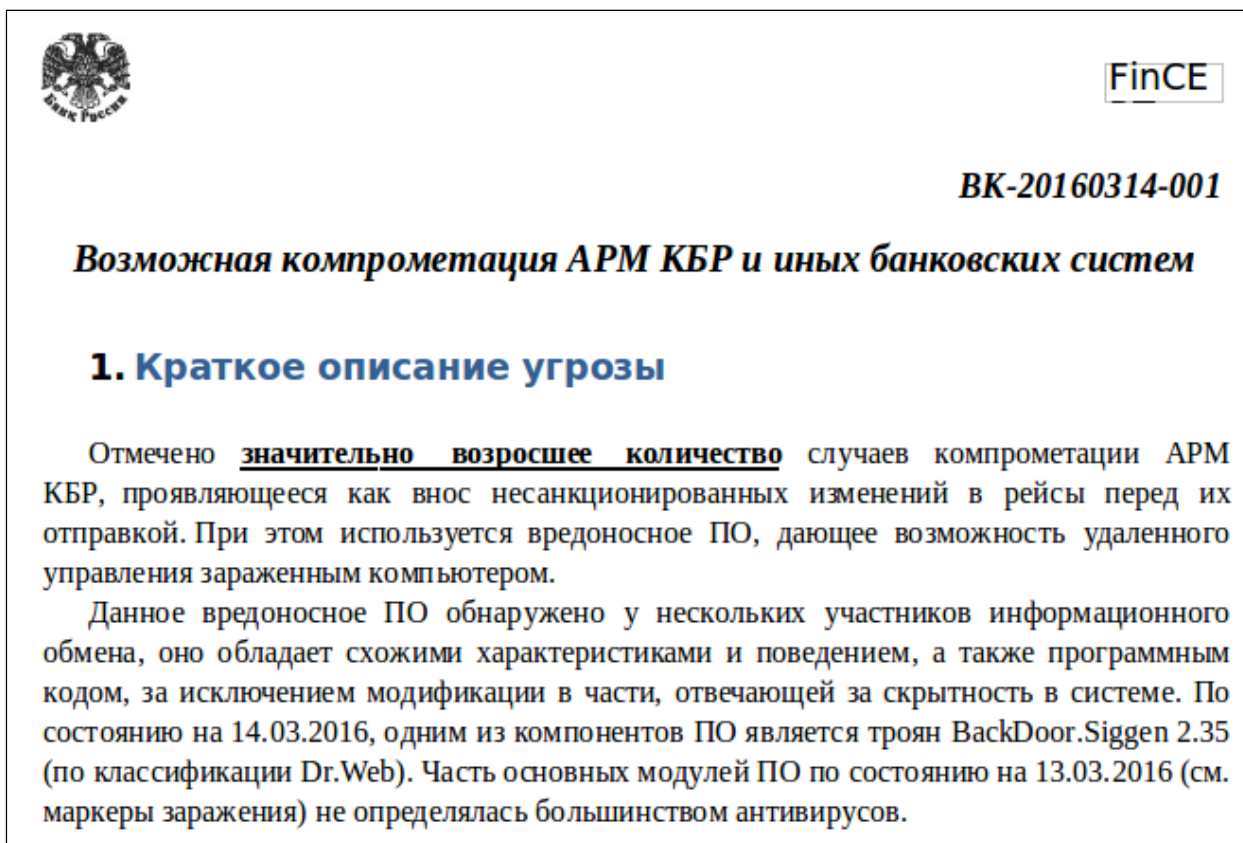 Банк России
FinCE
ВК-20160314-001
Возможная компрометация АРМ КБР и иных банковских систем
1. Краткое описание угрозы
Отмечено значительно возросшее количество случаев компрометации АРМ
КБР, проявляющееся как внос несанкционированных изменений в рейсы перед их
отправкой. При этом используется вредоносное ПО, дающее возможность удаленного
управления зараженным компьютером.
Данное вредоносное ПО обнаружено у нескольких участников информационного
обмена, оно обладает схожими характеристиками и поведением, а также программным
кодом, за исключением модификации в части, отвечающей за скрытность в системе. По
состоянию на 14.03.2016, одним из компонентов ПО является троян BackDoor.Siggen 2.35
(по классификации Dr.Web). Часть основных модулей ПО по состоянию на 13.03.2016 (см.
маркеры заражения) не определялась большинством антивирусов.